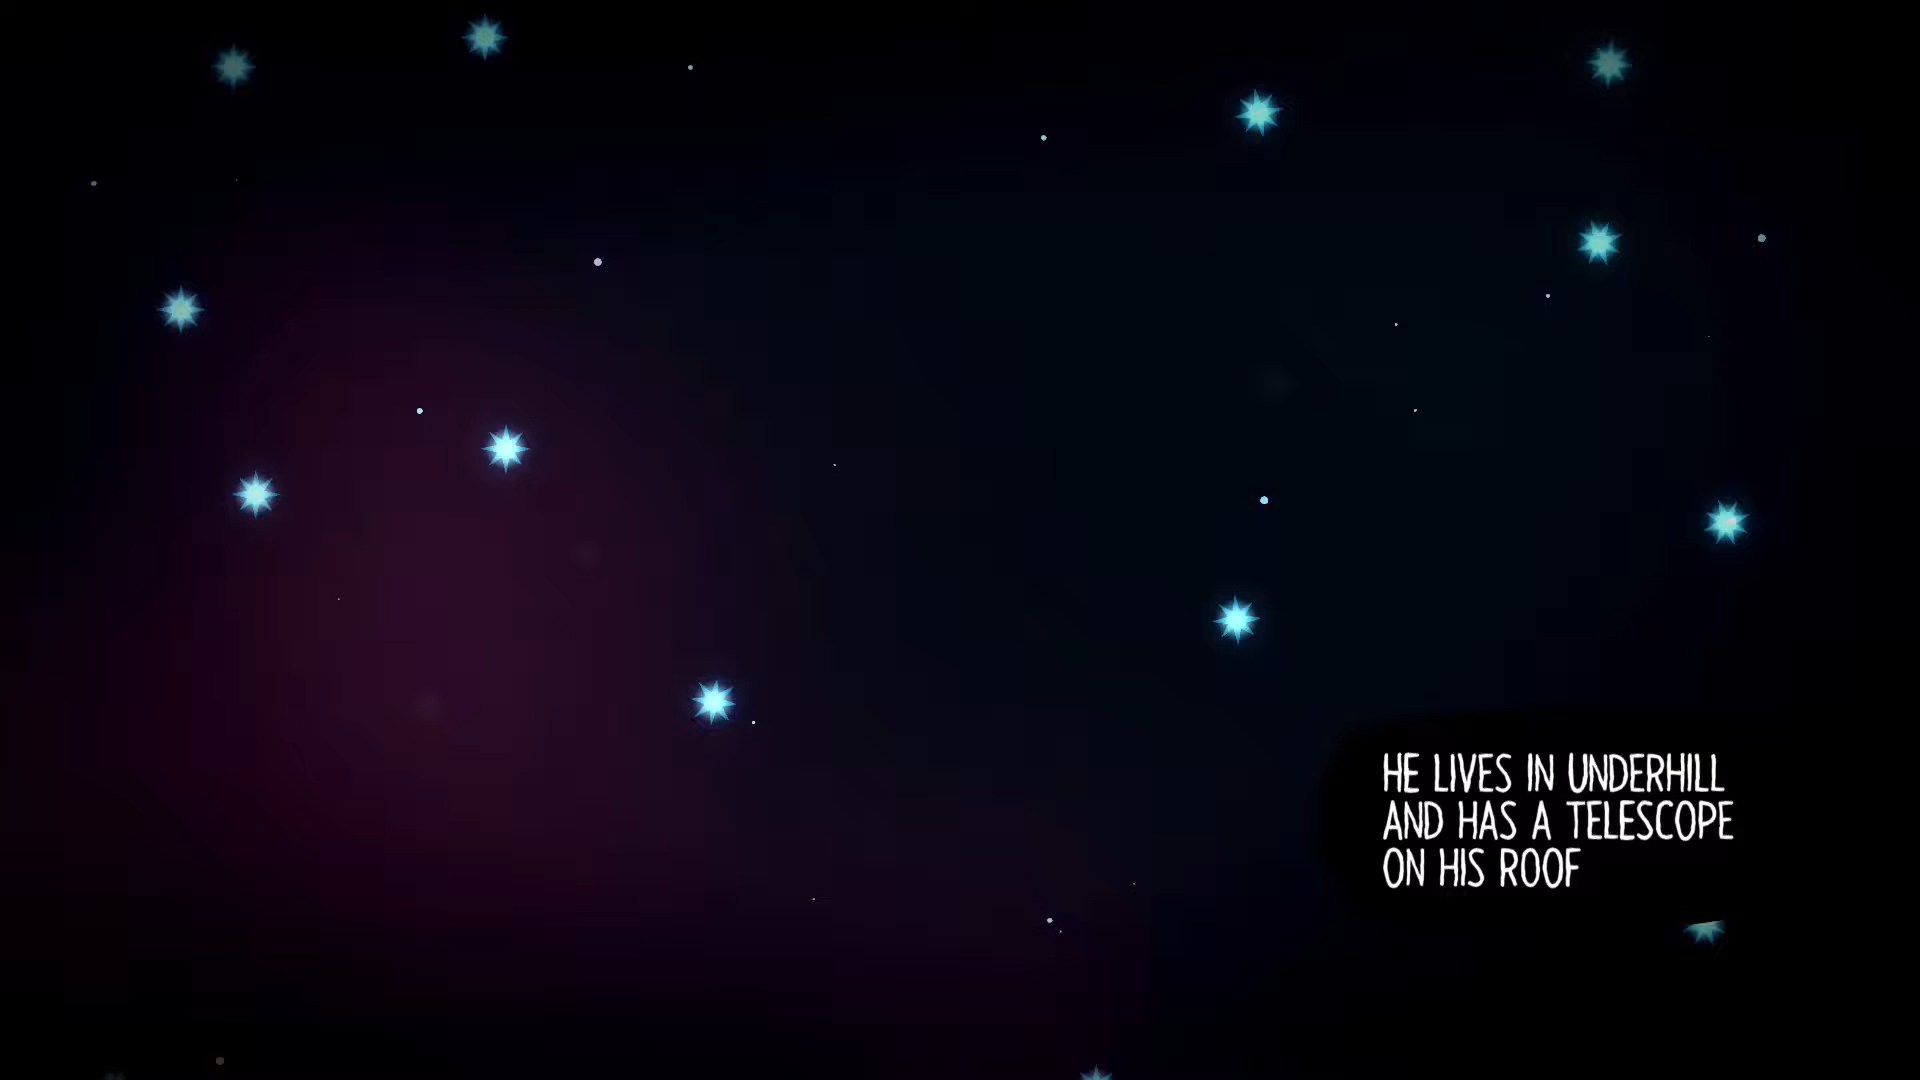 HE LIVES IN UNDERHILL
AND HAS A TELESCOPE
ON HIS ROOF